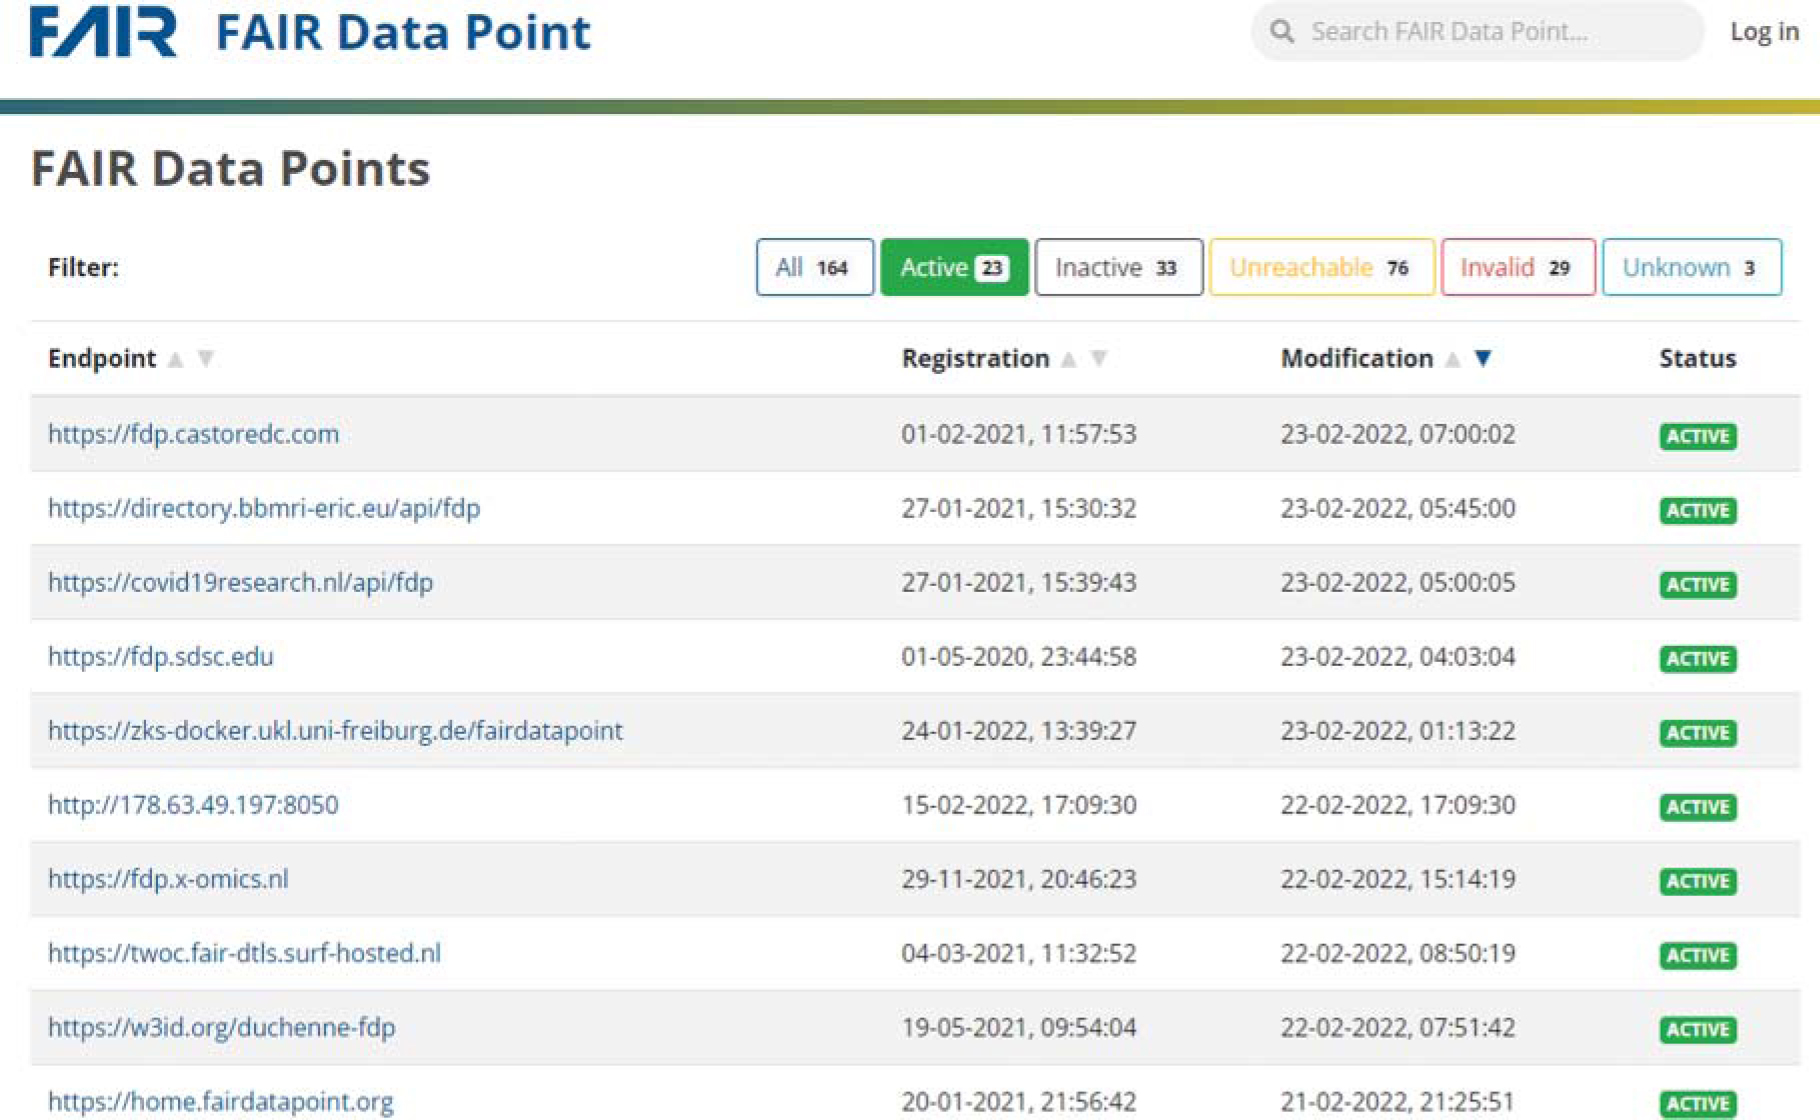 FAIR FAIR Data Point Search FAIR Data Point... Log in
FAIR Data Points
Filter: All 164 Active 23 Inactive 33 Unreachable 76 Invalid 29 Unknown 3
Endpoint Registration Modification Status
https://fdp.castoredc.com 01-02-2021, 11:57:53 23-02-2022, 07:00:02 ACTIVE
https://directory.bbmri-eric.eu/api/fdp 27-01-2021, 15:30:32 23-02-2022, 05:45:00 ACTIVE
https://covid19research.nl/api/fdp 27-01-2021, 15:39:43 23-02-2022, 05:00:05 ACTIVE
https://fdp.sdsc.edu 01-05-2020, 23:44:58 23-02-2022, 04:03:04 ACTIVE
https://zks-docker.ukl.uni-freiburg.de/fairdatapoint 24-01-2022, 13:39:27 23-02-2022, 01:13:22 ACTIVE
http://178.63.49.197:8050 15-02-2022, 17:09:30 22-02-2022, 17:09:30 ACTIVE
https://fdp.x-omics.nl 29-11-2021, 20:46:23 22-02-2022, 15:14:19 ACTIVE
https://twoc.fair-dtls.surf-hosted.nl 04-03-2021, 11:32:52 22-02-2022, 08:50:19 ACTIVE
https://w3id.org/duchenne-fdp 19-05-2021, 09:54:04 22-02-2022, 07:51:42 ACTIVE
https://home.fairdatapoint.org 20-01-2021, 21:56:42 21-02-2022, 21:25:51 ACTIVE